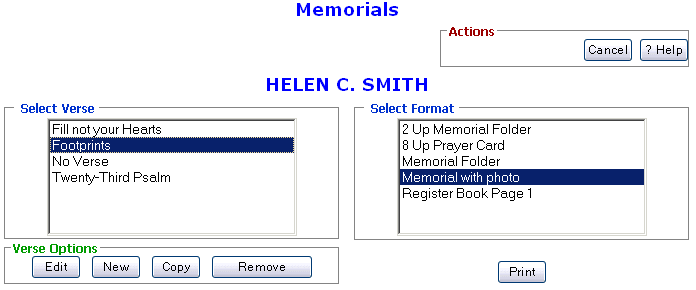 Memorials
Actions
Cancel
? Help
HELEN C. SMITH
Select Verse
Fill not your Hearts
Footprints
No Verse
Twenty-Third Psalm
Select Format
2 Up Memorial Folder
8 Up Prayer Card
Memorial Folder
Memorial with photo
Register Book Page 1
Verse Options
Edit
New
Copy
Remove
Print